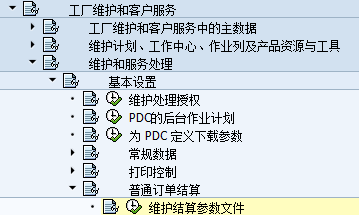 工厂维护和客户服务
工厂维护和客户服务中的主数据
维护计划、工作中心、作业列及产品资源与工具
维护和服务处理
基本设置
维护处理授权
PDC的后台作业计划
为 PDC 定义下载参数
常规数据
打印控制
普通订单结算
维护结算参数文件